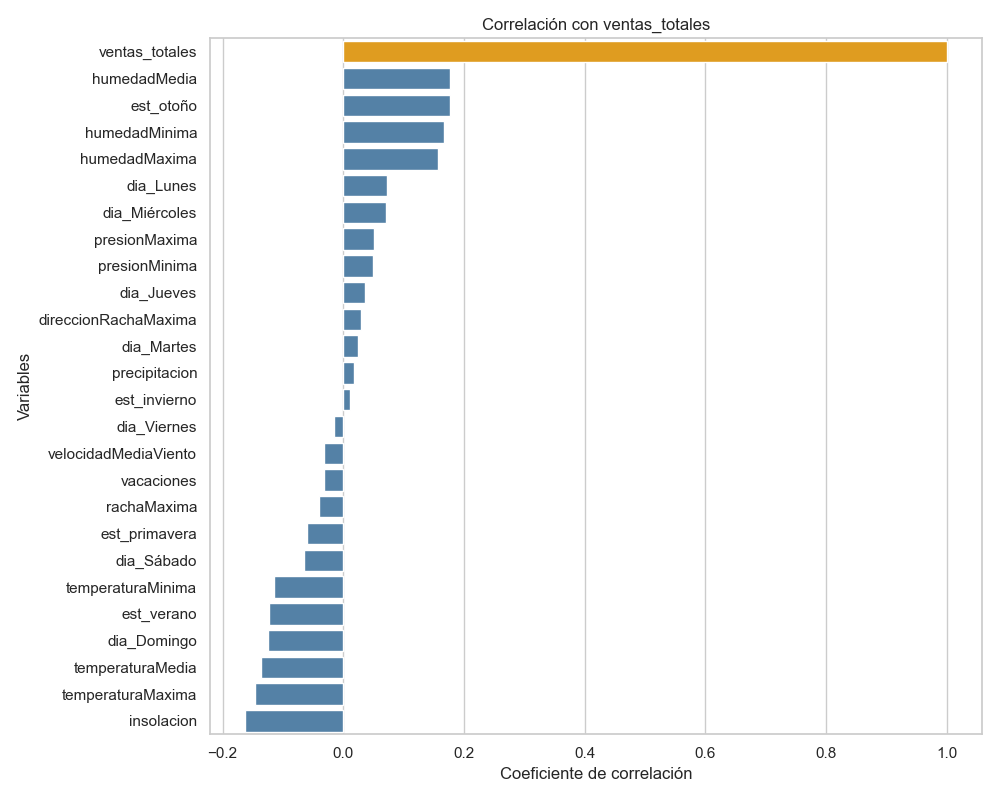 Correlación con ventas_totales
ventas_totales
humedadMedia
est_otoño
humedadMinima
humedadMaxima
dia_Lunes
dia_Miércoles
presionMaxima
presionMinima
dia_Jueves
direccionRachaMaxima
dia_Martes
precipitacion
est_invierno
dia_Viernes
velocidadMediaViento
vacaciones
rachaMaxima
est_primavera
dia_Sábado
temperaturaMinima
est_verano
dia_Domingo
temperaturaMedia
temperaturaMaxima
insolacion
Variables
−0.2 0.0 0.2 0.4 0.6 0.8 1.0
Coeficiente de correlación